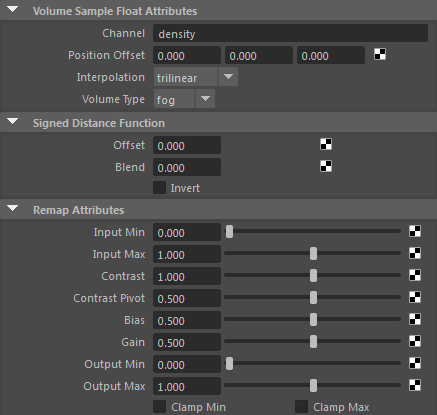 Volume Sample Float Attributes
Channel density
Position Offset 0.000 0.000 0.000
Interpolation trilinear
Volume Type fog
Signed Distance Function
Offset 0.000
Blend 0.000
Invert
Remap Attributes
Input Min 0.000
Input Max 1.000
Contrast 1.000
Contrast Pivot 0.500
Bias 0.500
Gain 0.500
Output Min 0.000
Output Max 1.000
Clamp Min Clamp Max